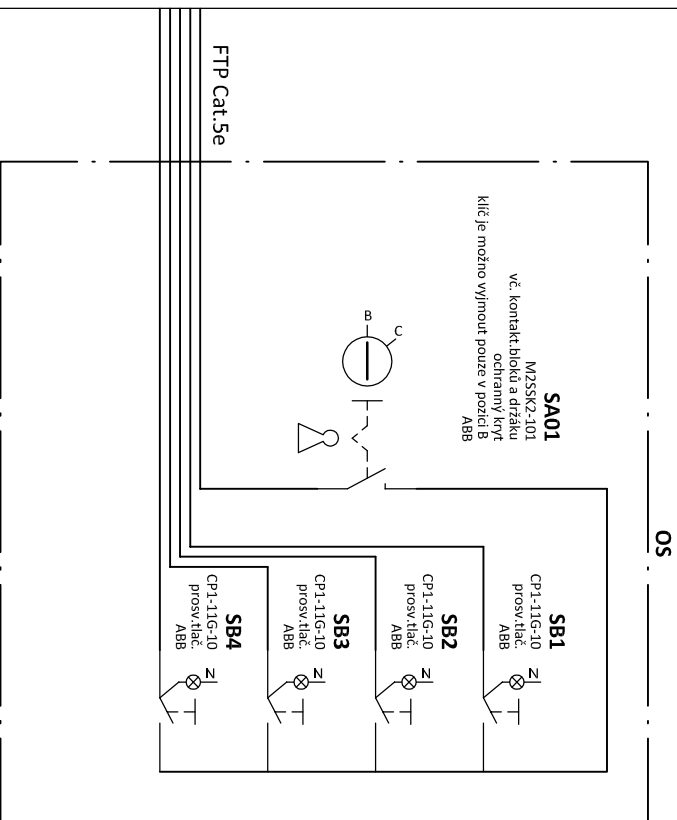 OS
FTP Cat.5e
SA01
M2SSK2-101
vč. kontakt.bloků a držáku
ochranný kryt
klíč je možno vyjmout pouze v pozici B
ABB
B
C
SB1
CP1-11G-10
prosv.tlač.
ABB
N
SB2
CP1-11G-10
prosv.tlač.
ABB
N
SB3
CP1-11G-10
prosv.tlač.
ABB
N
SB4
CP1-11G-10
prosv.tlač.
ABB
N